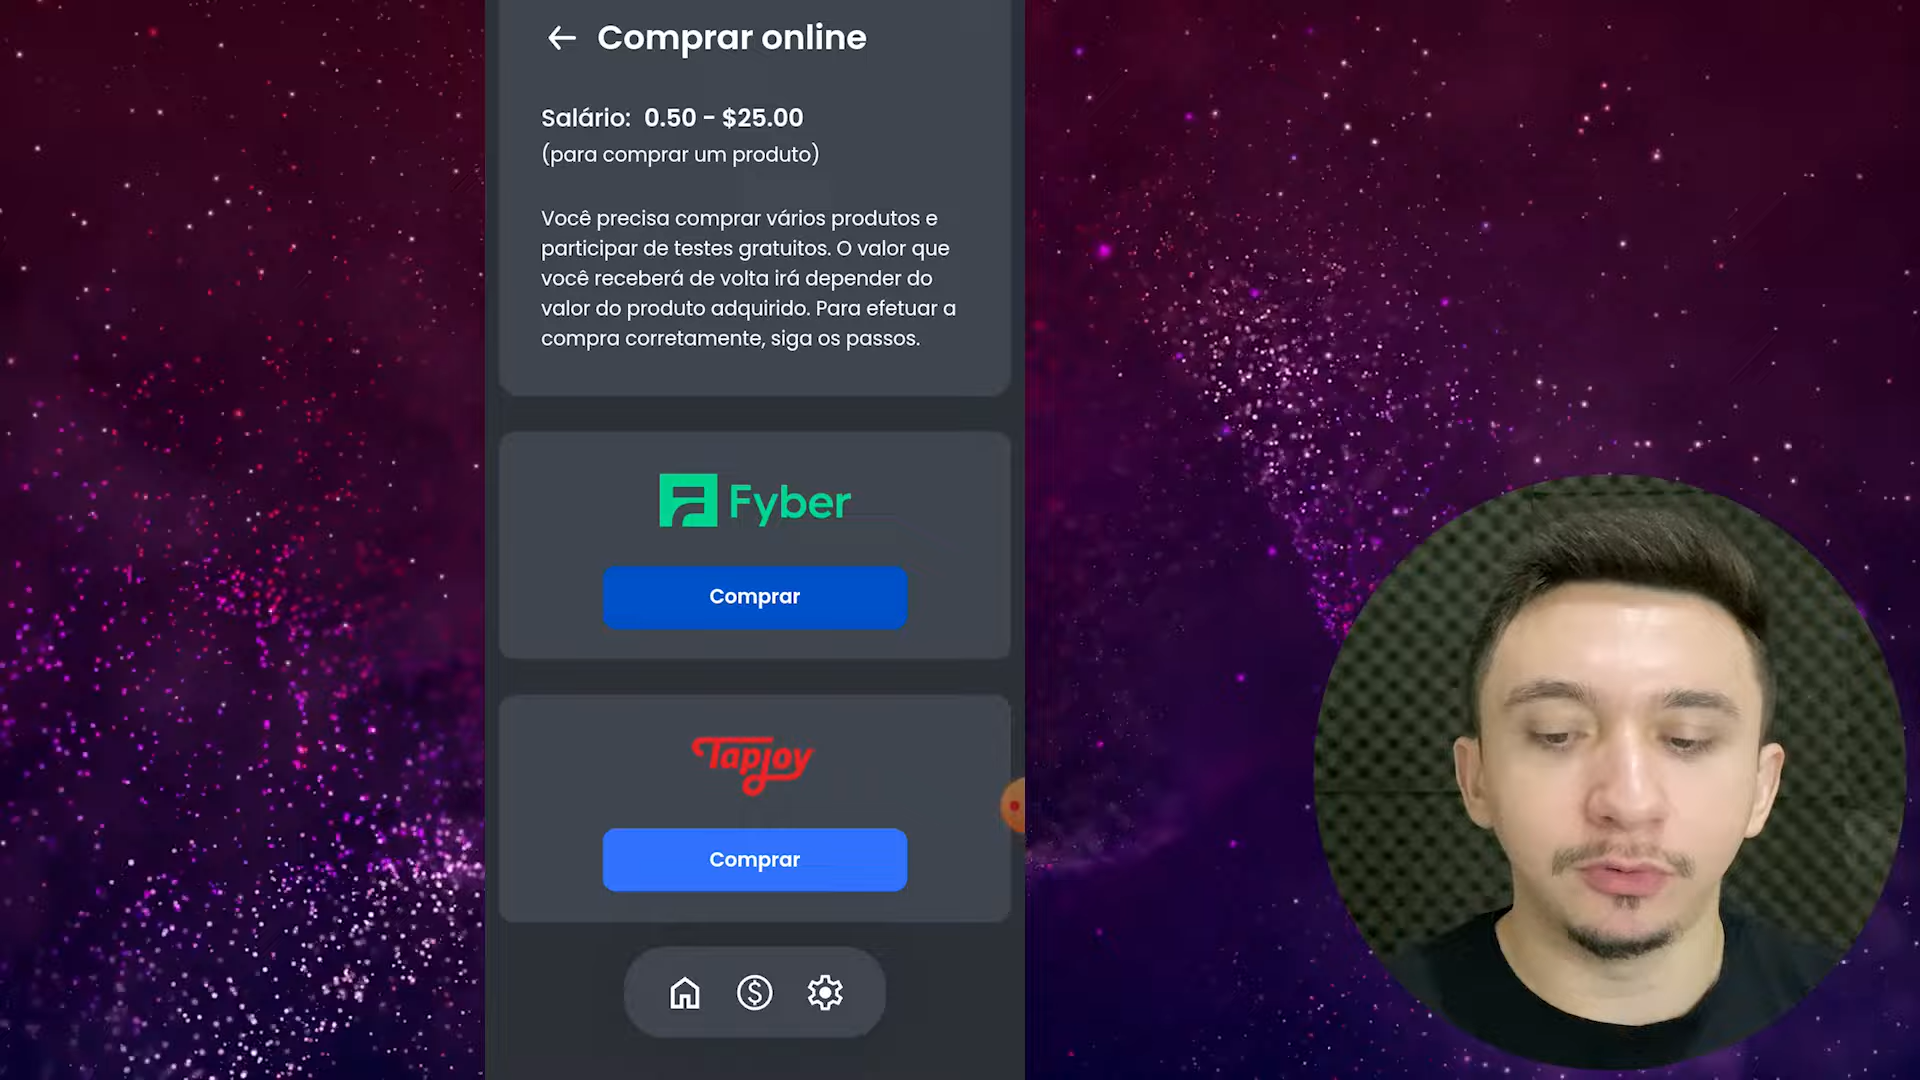 Comprar online
Salário: 0.50 - $25.00
(para comprar um produto)
Você precisa comprar vários produtos e
participar de testes gratuitos. O valor que
você receberá de volta irá depender do
valor do produto adquirido. Para efetuar a
compra corretamente, siga os passos.
Fyber
Comprar
Tapjoy
Comprar